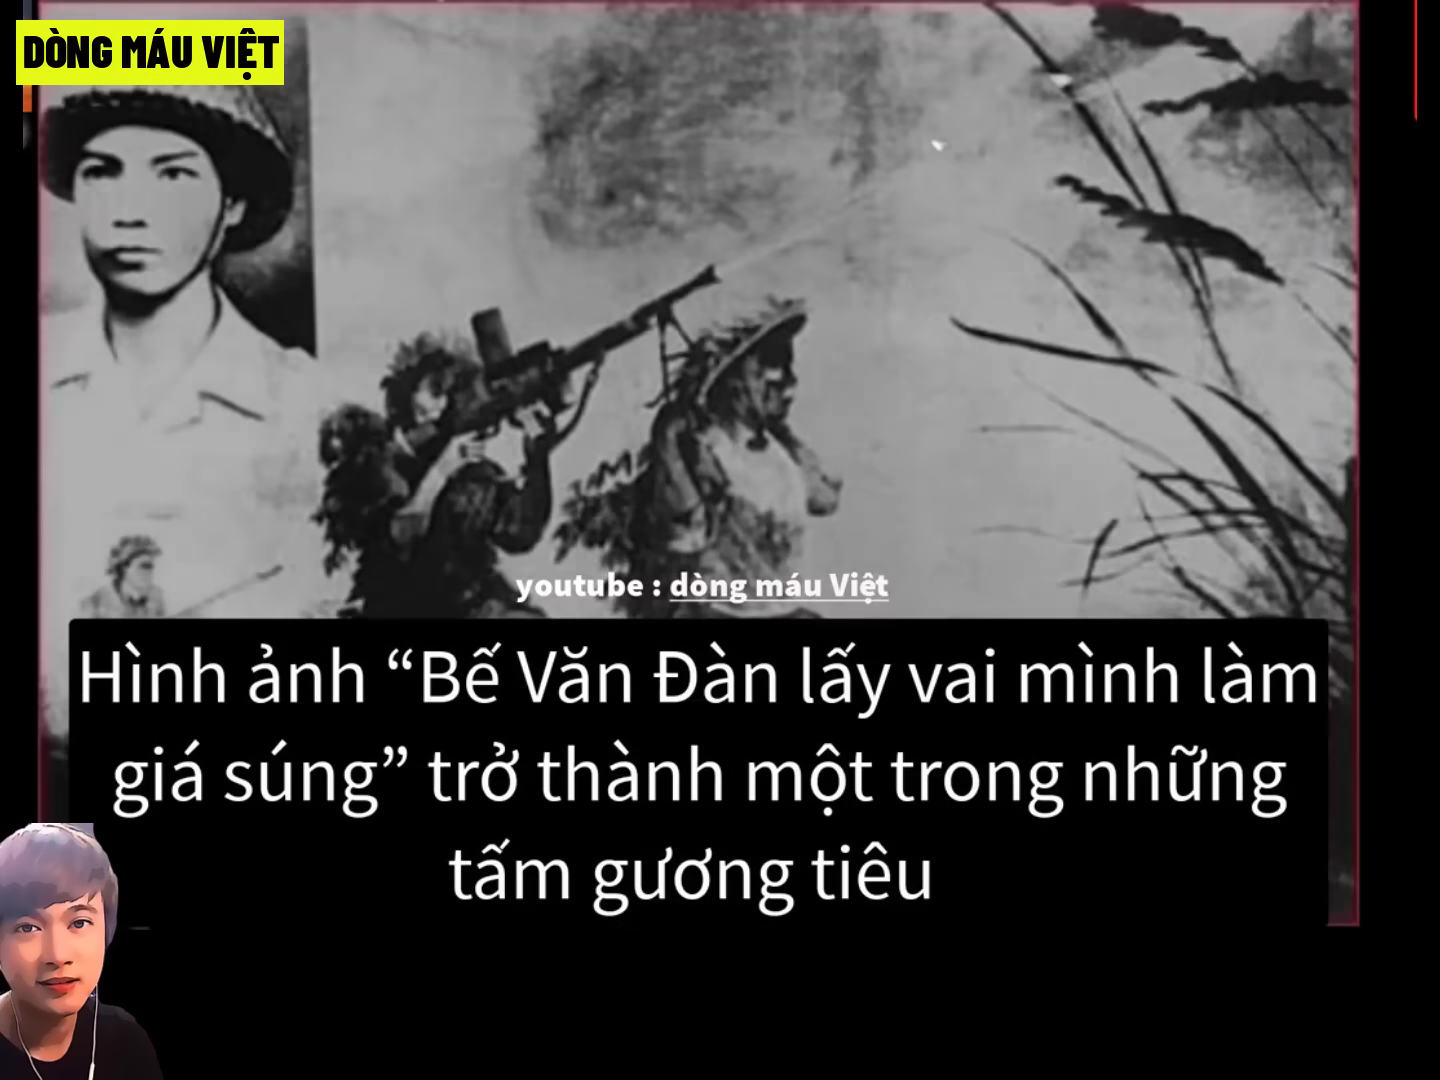 DÒNG MÁU VIỆT
youtube : dòng máu Việt
Hình ảnh “Bế Văn Đàn lấy vai mình làm
giá súng” trở thành một trong những
tấm gương tiêu